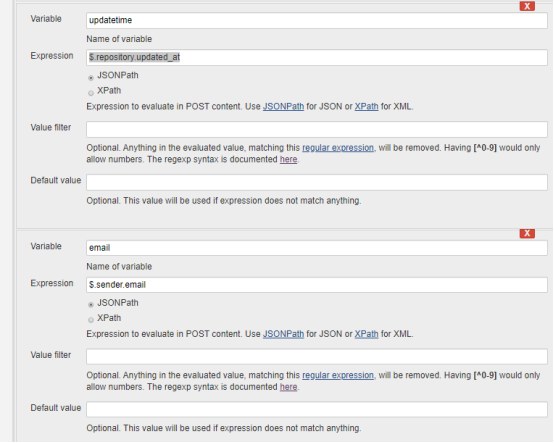 X
Variable updatetime
Name of variable
Expression $.repository.updated_at
JSONPath
XPath
Expression to evaluate in POST content. Use JSONPath for JSON or XPath for XML.
Value filter
Optional. Anything in the evaluated value, matching this regular expression, will be removed. Having [^0-9] would only
allow numbers. The regexp syntax is documented here.
Default value
Optional. This value will be used if expression does not match anything.
X
Variable email
Name of variable
Expression $.sender.email
JSONPath
XPath
Expression to evaluate in POST content. Use JSONPath for JSON or XPath for XML.
Value filter
Optional. Anything in the evaluated value, matching this regular expression, will be removed. Having [^0-9] would only
allow numbers. The regexp syntax is documented here.
Default value
Optional. This value will be used if expression does not match anything.